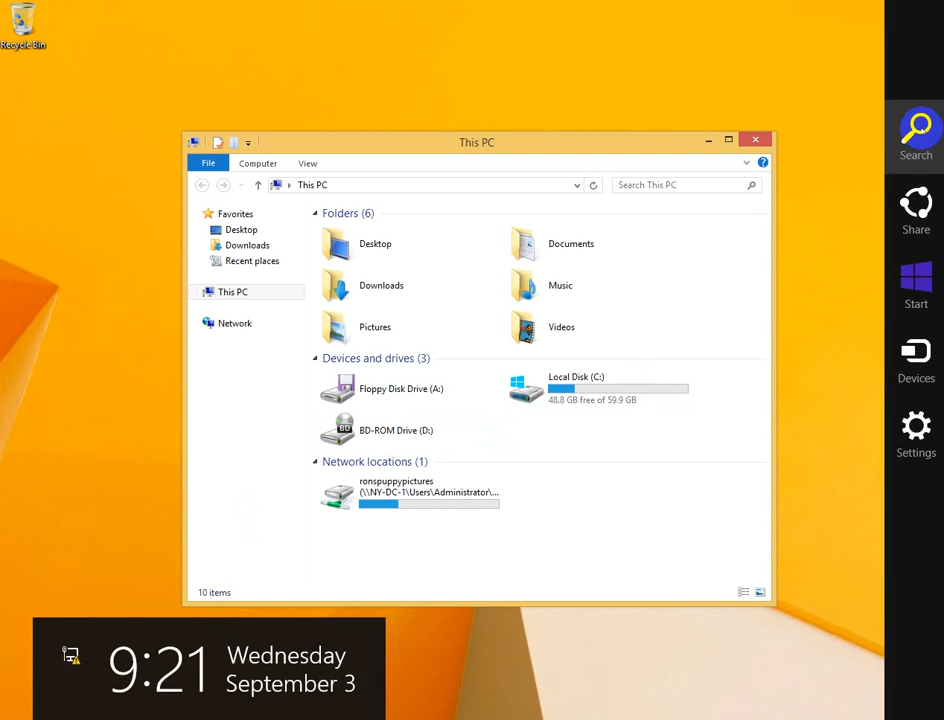 Recycle Bin
This PC
File
Computer
View
This PC
Search This PC
Favorites
Desktop
Downloads
Recent places
This PC
Network
Folders (6)
Desktop
Documents
Downloads
Music
Pictures
Videos
Devices and drives (3)
Floppy Disk Drive (A:)
Local Disk (C:)
48.8 GB free of 59.9 GB
BD
BD-ROM Drive (D:)
Network locations (1)
ronspuppypictures
(\\NY-DC-1\Users\Administrator\...
10 items
Search
Share
Start
Devices
Settings
9:21
Wednesday
September 3